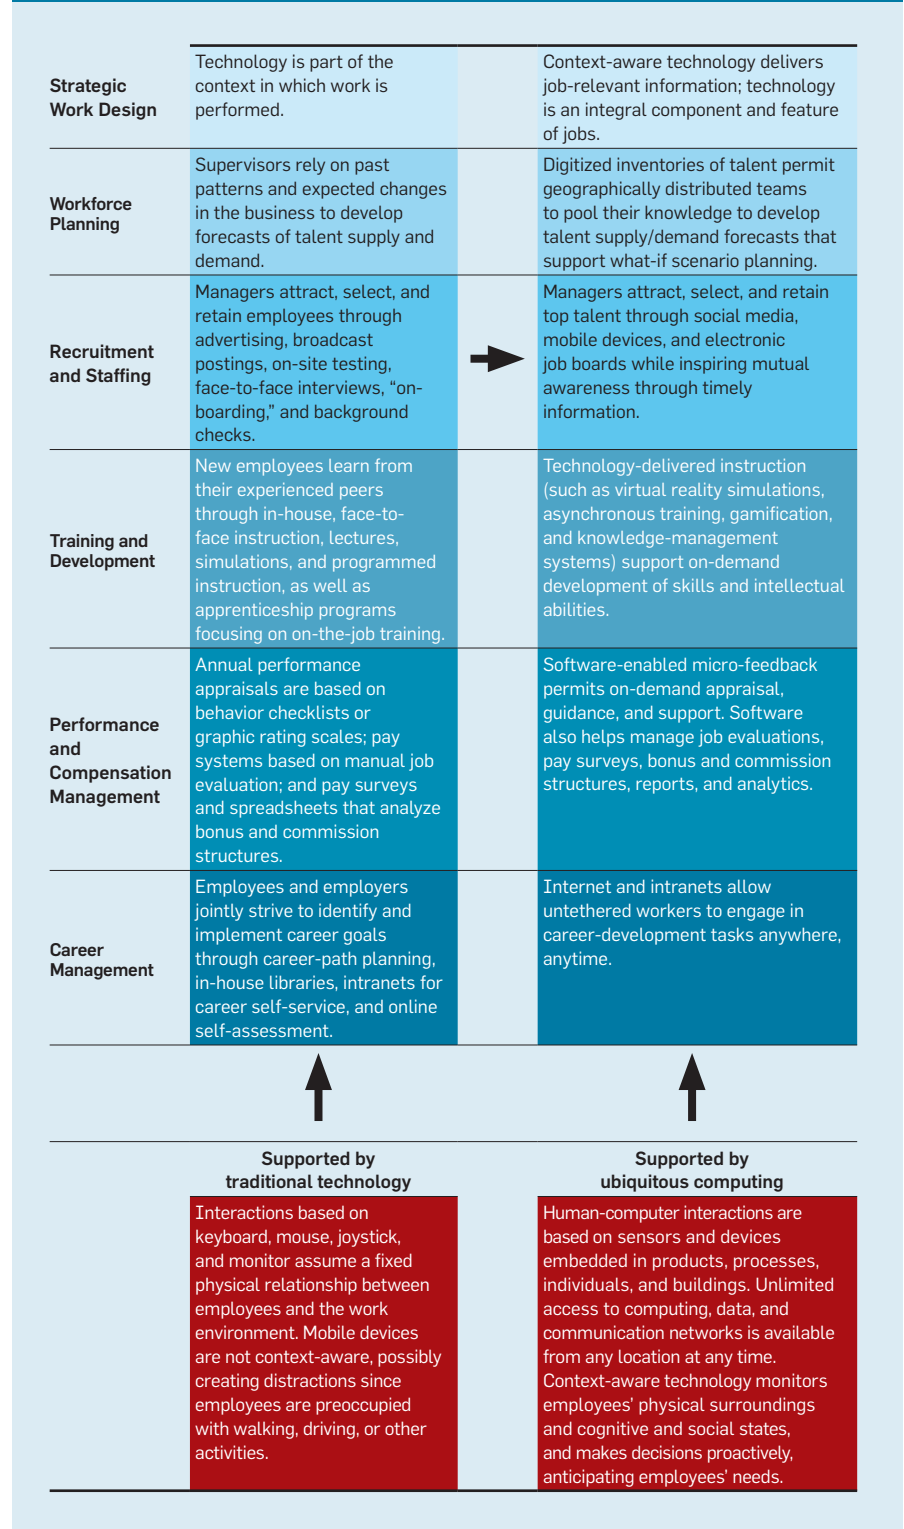 Strategic
Work Design
Technology is part of the
context in which work is
performed.
Context-aware technology delivers
job-relevant information; technology
is an integral component and feature
of jobs.
Workforce
Planning
Supervisors rely on past
patterns and expected changes
in the business to develop
forecasts of talent supply and
demand.
Digitized inventories of talent permit
geographically distributed teams
to pool their knowledge to develop
talent supply/demand forecasts that
support what-if scenario planning.
Recruitment
and Staffing
Managers attract, select, and
retain employees through
advertising, broadcast
postings, on-site testing,
face-to-face interviews, “on-
boarding,” and background
checks.
Managers attract, select, and retain
top talent through social media,
mobile devices, and electronic
job boards while inspiring mutual
awareness through timely
information.
Training and
Development
New employees learn from
their experienced peers
through in-house, face-to-
face instruction, lectures,
simulations, and programmed
instruction, as well as
apprenticeship programs
focusing on on-the-job training.
Technology-delivered instruction
(such as virtual reality simulations,
asynchronous training, gamification,
and knowledge-management
systems) support on-demand
development of skills and intellectual
abilities.
Performance
and
Compensation
Management
Annual performance
appraisals are based on
behavior checklists or
graphic rating scales; pay
systems based on manual job
evaluation; and pay surveys
and spreadsheets that analyze
bonus and commission
structures.
Software-enabled micro-feedback
permits on-demand appraisal,
guidance, and support. Software
also helps manage job evaluations,
pay surveys, bonus and commission
structures, reports, and analytics.
Career
Management
Employees and employers
jointly strive to identify and
implement career goals
through career-path planning,
in-house libraries, intranets for
career self-service, and online
self-assessment.
Internet and intranets allow
untethered workers to engage in
career-development tasks anywhere,
anytime.
Supported by
traditional technology
Supported by
ubiquitous computing
Interactions based on
keyboard, mouse, joystick,
and monitor assume a fixed
physical relationship between
employees and the work
environment. Mobile devices
are not context-aware, possibly
creating distractions since
employees are preoccupied
with walking, driving, or other
activities.
Human-computer interactions are
based on sensors and devices
embedded in products, processes,
individuals, and buildings. Unlimited
access to computing, data, and
communication networks is available
from any location at any time.
Context-aware technology monitors
employees’ physical surroundings
and cognitive and social states,
and makes decisions proactively,
anticipating employees’ needs.